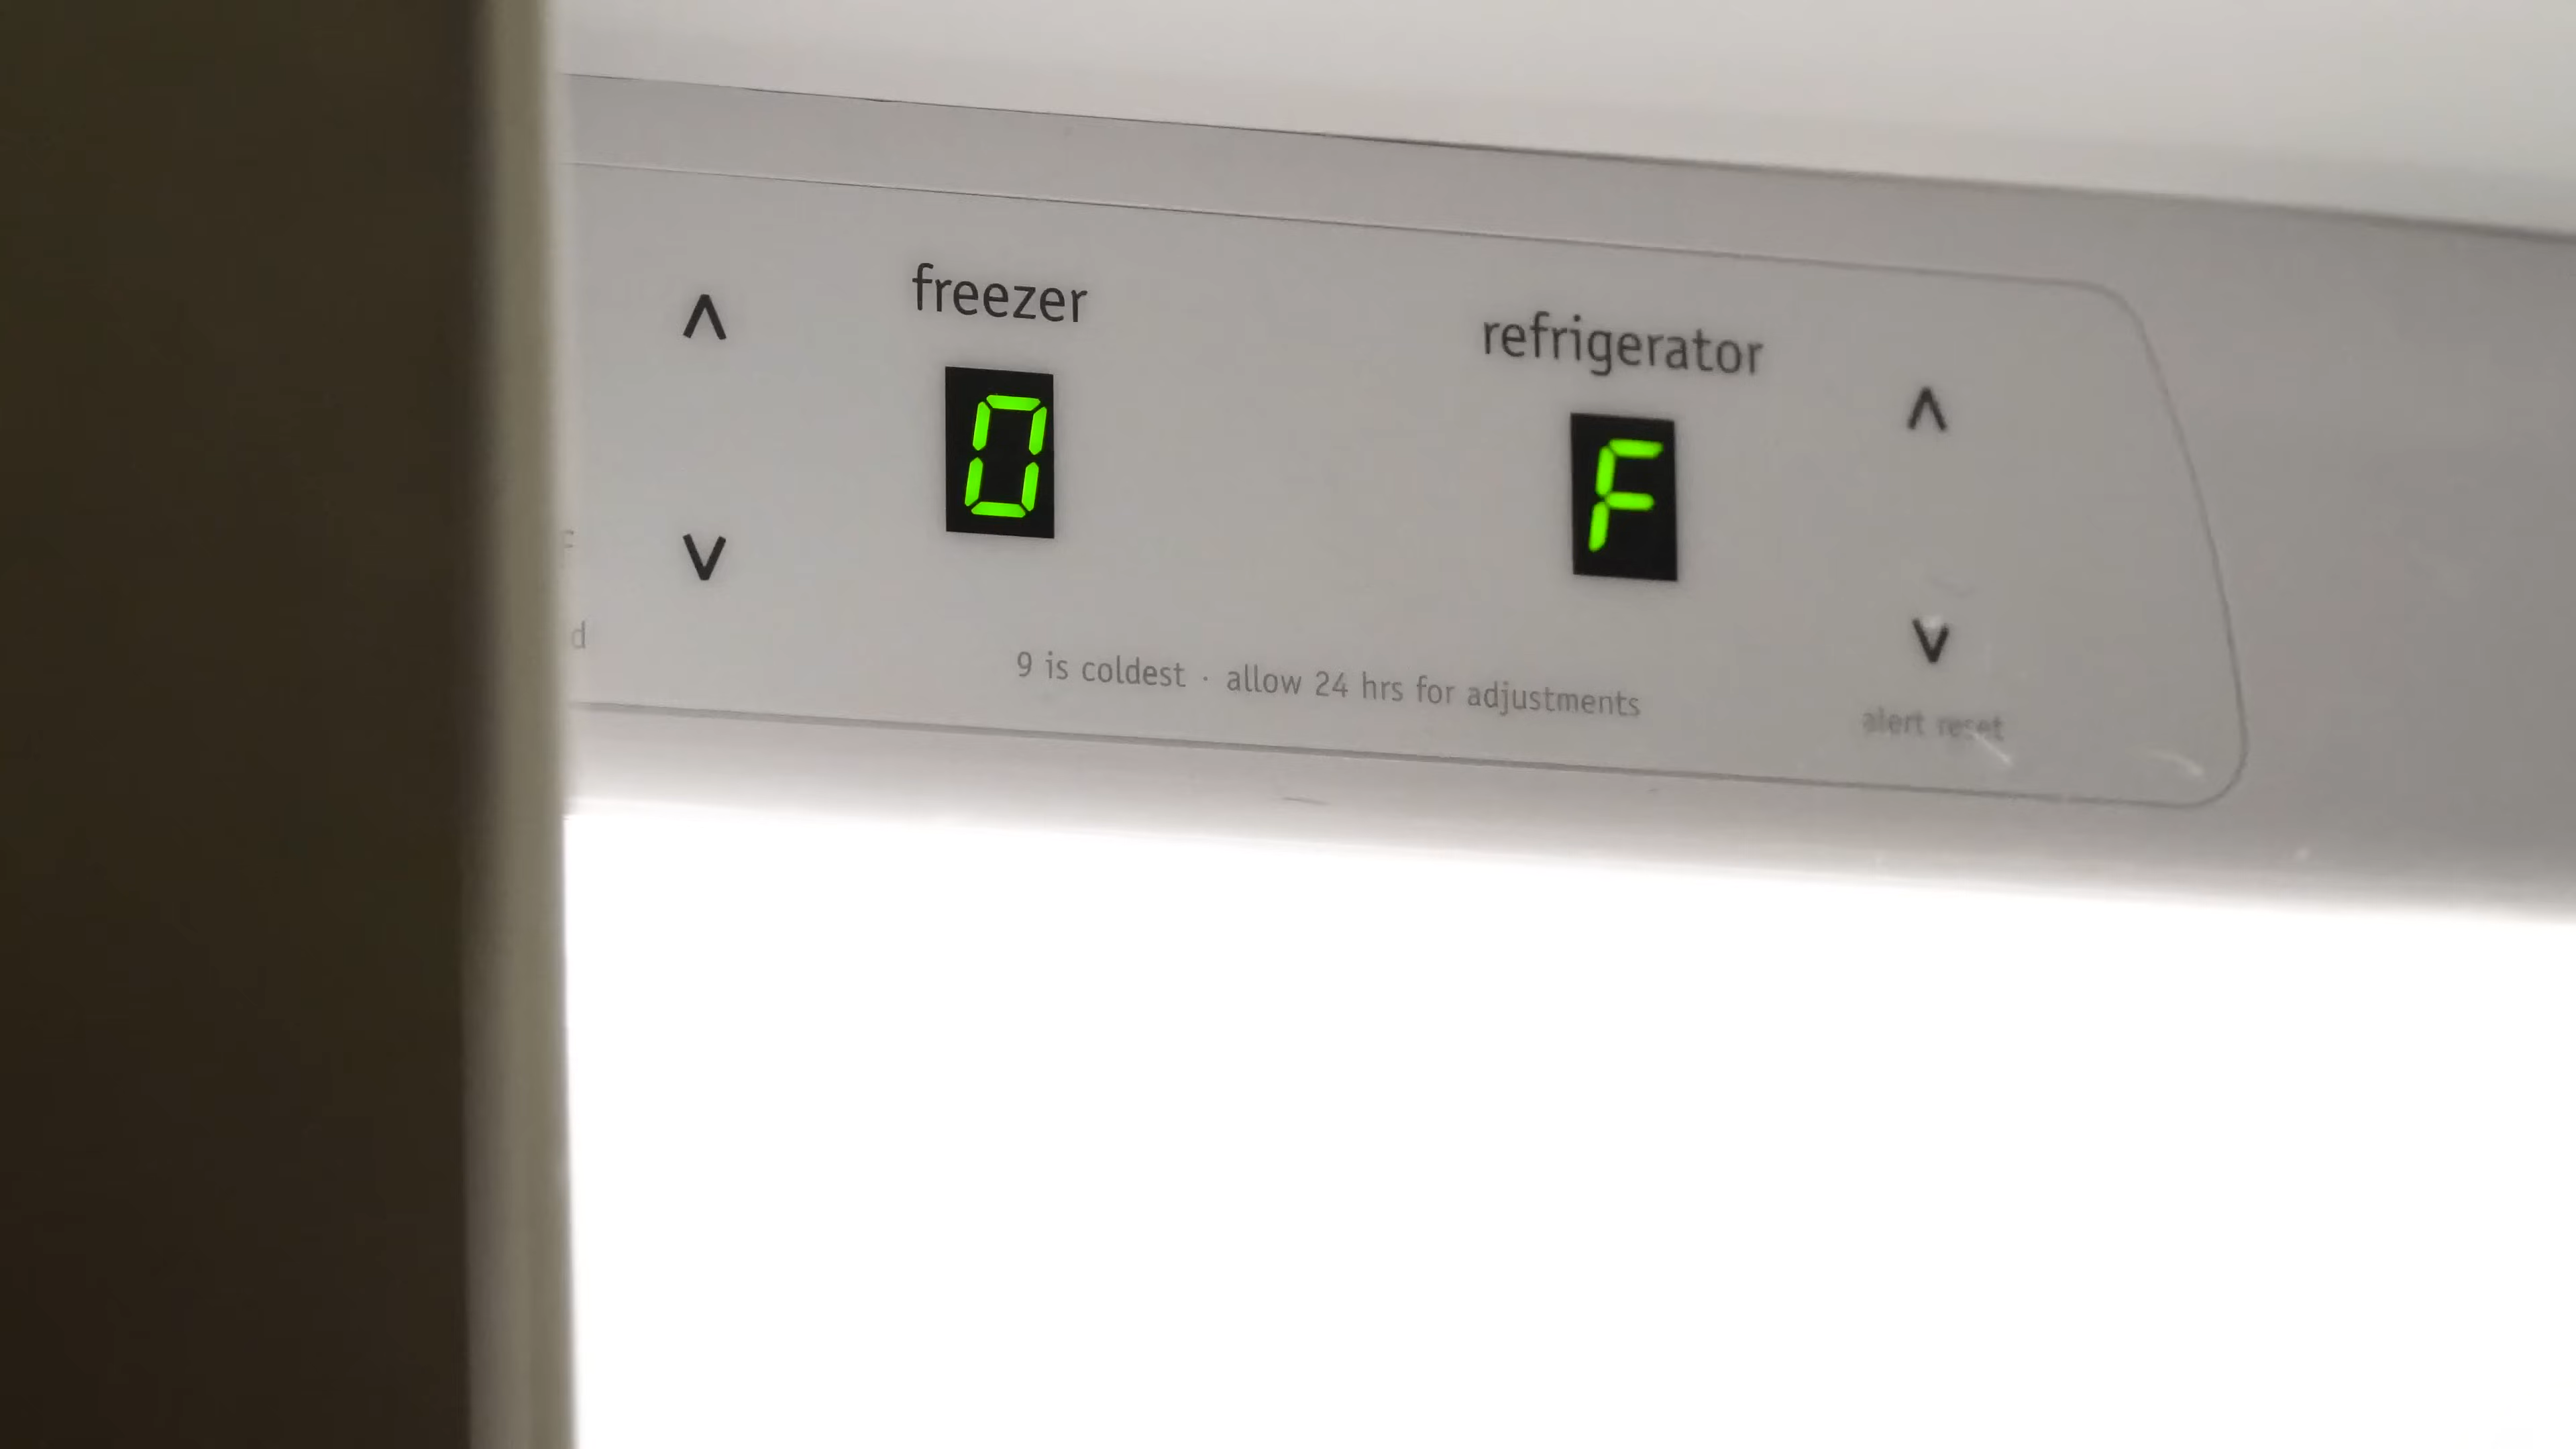 freezer
refrigerator
0
F
9 is coldest · allow 24 hrs for adjustments
alert reset